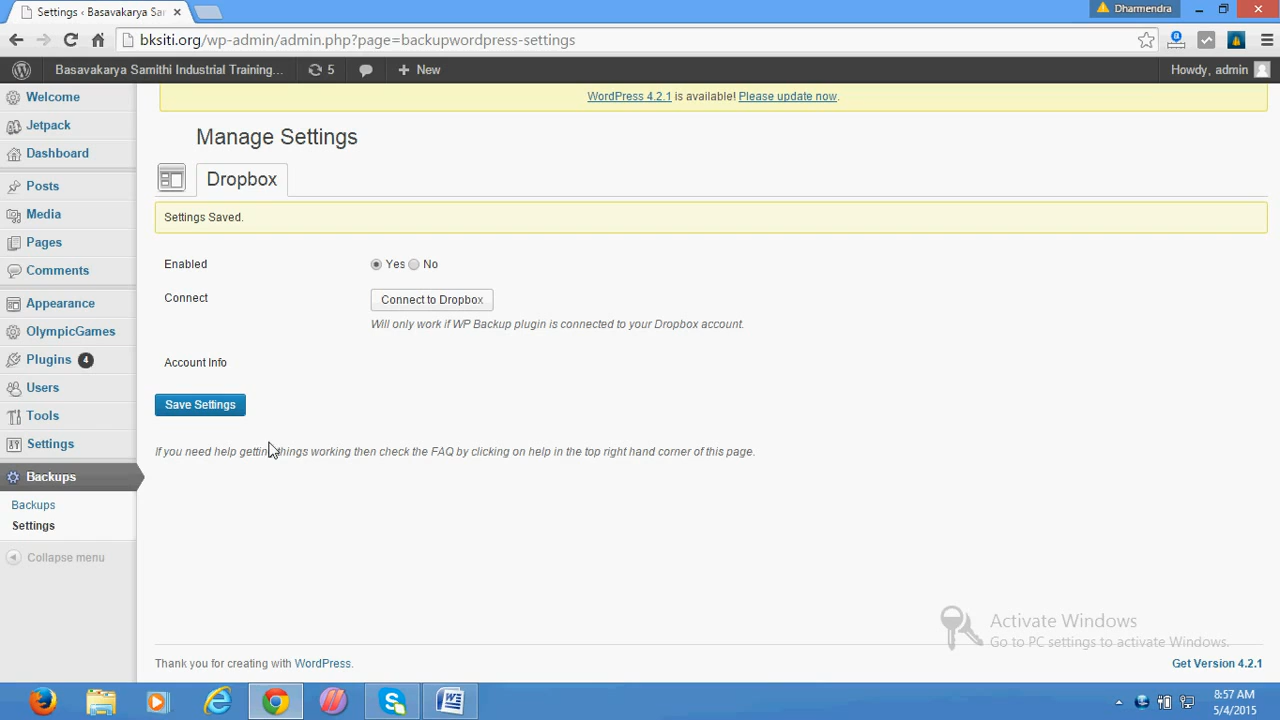 Settings ‹ Basavakarya Sar
Dharmendra
bksiti.org/wp-admin/admin.php?page=backupwordpress-settings
Basavakarya Samithi Industrial Training... 5 New Howdy, admin
WordPress 4.2.1 is available! Please update now.
Welcome
Jetpack
Dashboard
Posts
Media
Pages
Comments
Appearance
OlympicGames
Plugins 4
Users
Tools
Settings
Backups
Backups
Settings
Collapse menu
Manage Settings
Dropbox
Settings Saved.
Enabled Yes No
Connect Connect to Dropbox
Will only work if WP Backup plugin is connected to your Dropbox account.
Account Info
Save Settings
If you need help getting things working then check the FAQ by clicking on help in the top right hand corner of this page.
Activate Windows
Go to PC settings to activate Windows.
Thank you for creating with WordPress. Get Version 4.2.1
8:57 AM
5/4/2015